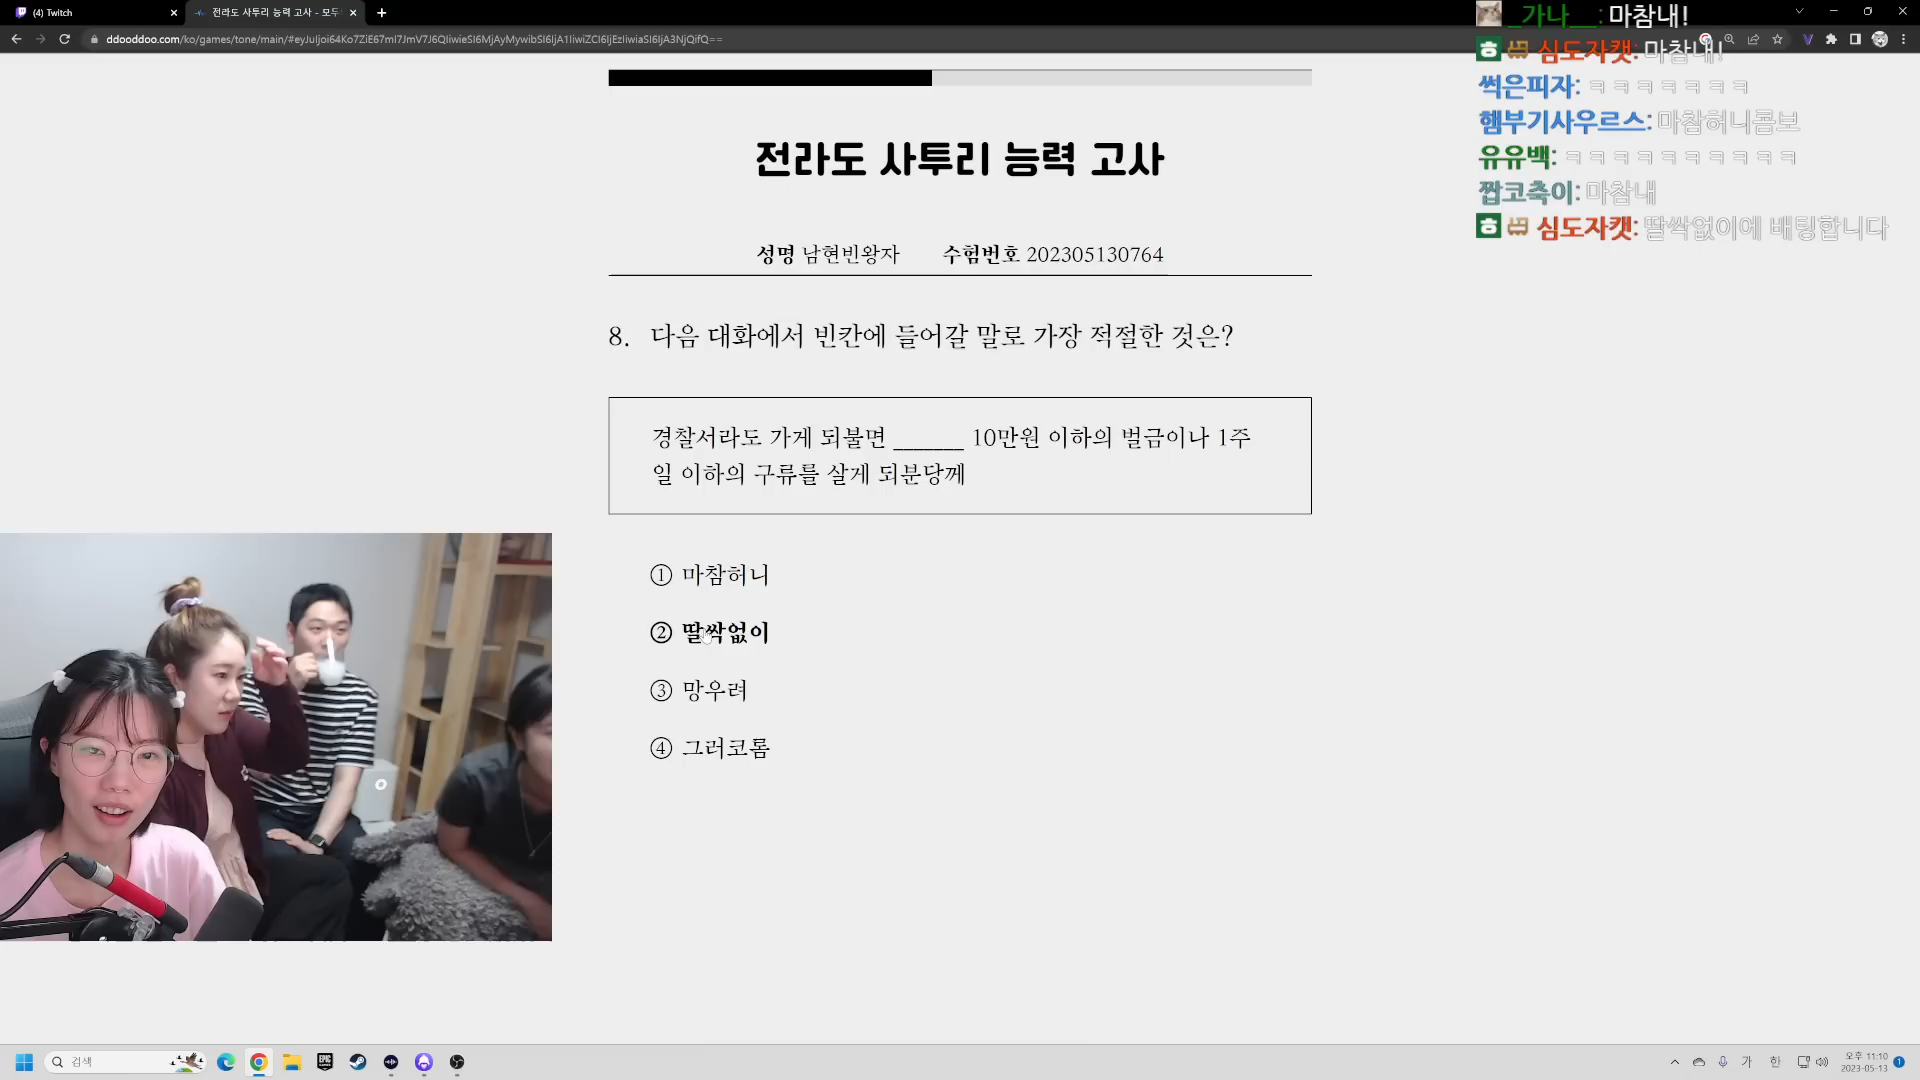 (4) Twitch
전라도 사투리 능력 고사 - 모두
ddooddoo.com/ko/games/tone/main/#eyJuIjoi64Ko7ZiE67mI7JmV7J6QIiwieSI6MjAyMywibSI6IjA1IiwiZCI6IjEzIiwiaSI6IjA3NjQifQ==
_가나__: 마참내!
심도자캣: 마참내!
썩은피자: ㅋㅋㅋㅋㅋㅋㅋ
햄부기사우르스: 마참허니콤보
유유백: ㅋㅋㅋㅋㅋㅋㅋㅋㅋㅋ
짭코축이: 마참내
심도자캣: 딸싹없이에 배팅합니다
전라도 사투리 능력 고사
성명 남현빈왕자 수험번호 202305130764
8. 다음 대화에서 빈칸에 들어갈 말로 가장 적절한 것은?
경찰서라도 가게 되불면 ______ 10만원 이하의 벌금이나 1주
일 이하의 구류를 살게 되분당께
① 마참허니
② 딸싹없이
③ 망우려
④ 그러코롬
검색
가 한
오후 11:10
2023-05-13
1